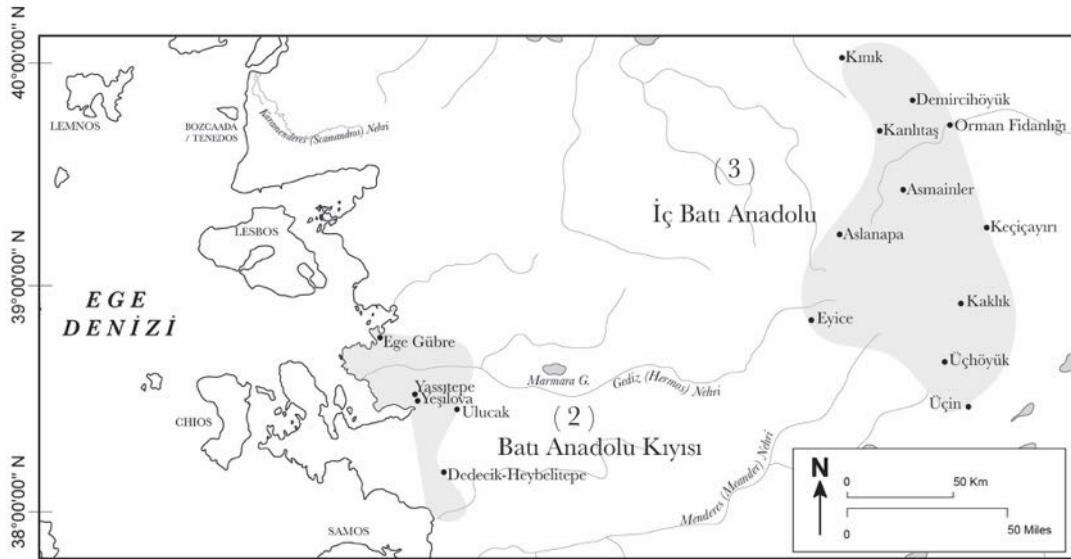 40°00'00" N
39°00'00" N
38°00'00" N
LEMNOS
BOZCAADA
/ TENEDOS
Karamenderes (Scamandros) Nehri
LESBOS
EGE
DENİZİ
CHIOS
SAMOS
Ege Gübre
Yassıtepe
Yeşilova
Ulucak
Dedecik-Heybelitepe
Marmara G.
Gediz (Hermos) Nehri
(2)
Batı Anadolu Kıyısı
Menderes (Meander) Nehri
(3)
İç Batı Anadolu
Kınık
Demircihöyük
Kanlıtaş
Orman Fidanlığı
Asmainler
Aslanapa
Keçiçayırı
Kaklık
Eyice
Üçhöyük
Üçin
N
0 50 Km
0 50 Miles